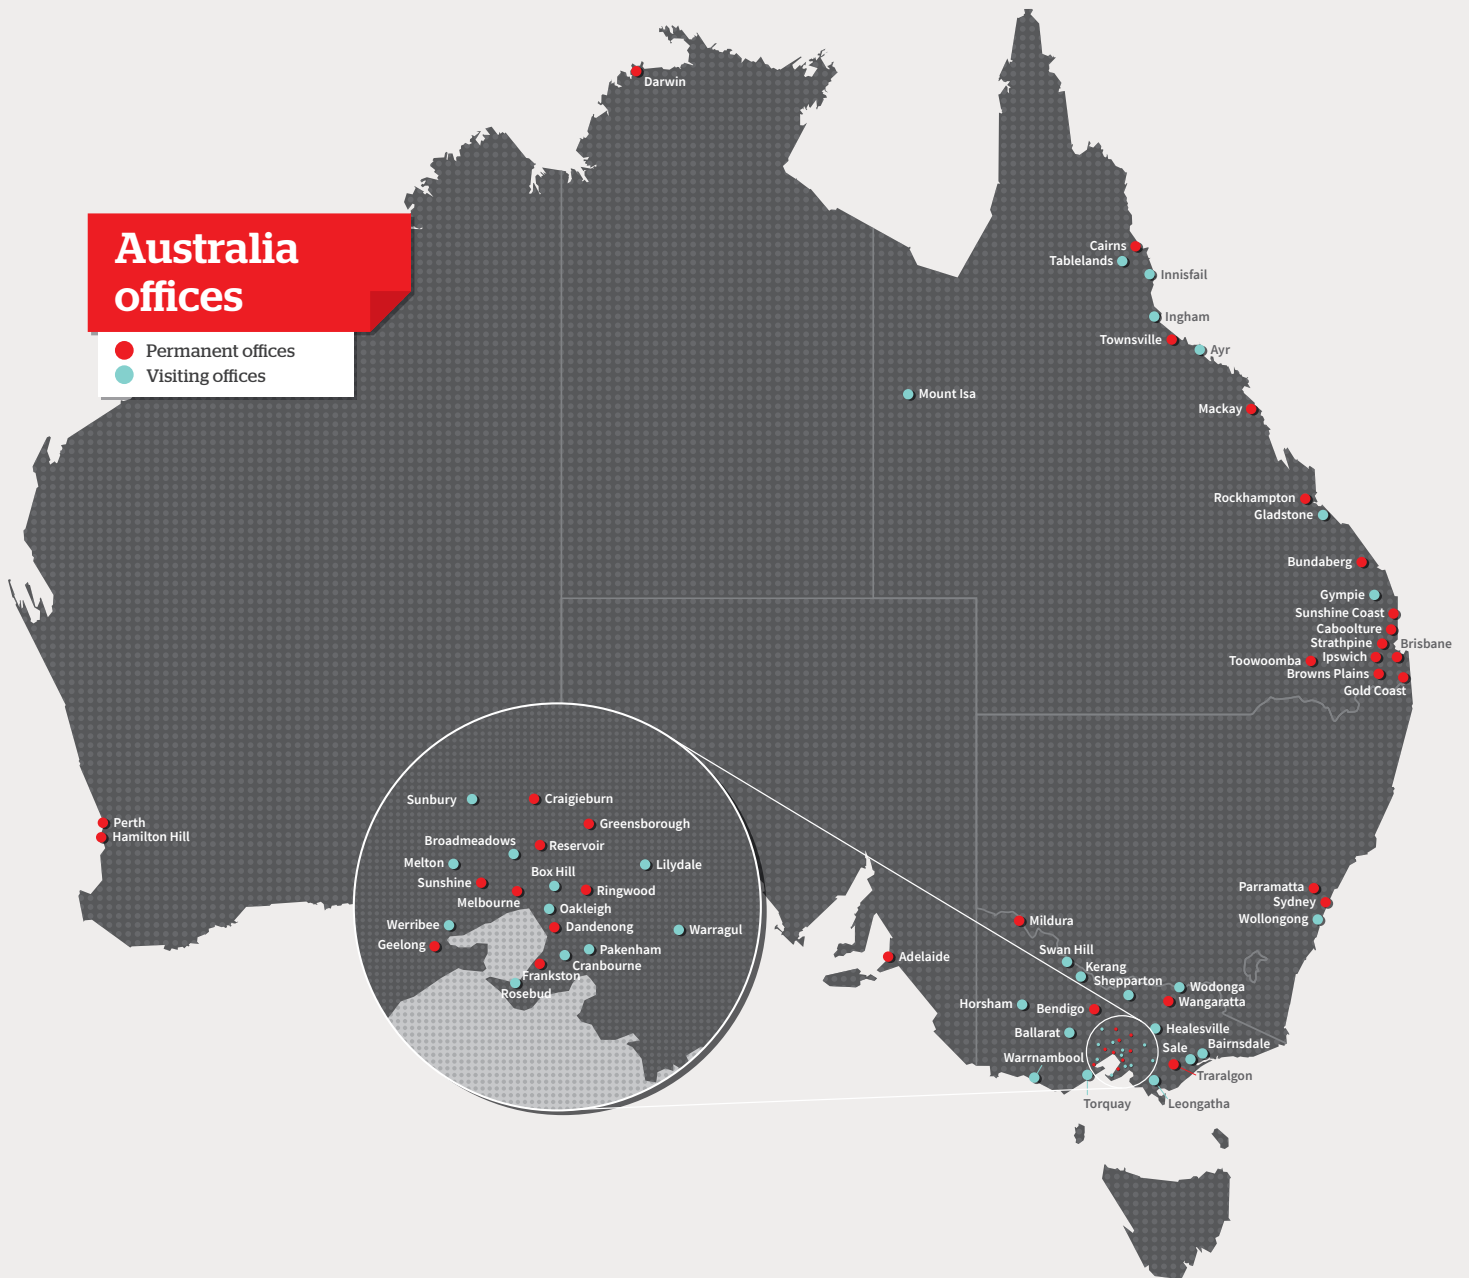 Australia
offices
Permanent offices
Visiting offices
Darwin
Cairns
Tablelands
Innisfail
Ingham
Townsville
Ayr
Mount Isa
Mackay
Rockhampton
Gladstone
Bundaberg
Gympie
Sunshine Coast
Caboolture
Strathpine
Brisbane
Ipswich
Toowoomba
Browns Plains
Gold Coast
Perth
Hamilton Hill
Sunbury
Craigieburn
Greensborough
Broadmeadows
Reservoir
Melton
Lilydale
Box Hill
Sunshine
Ringwood
Melbourne
Oakleigh
Werribee
Dandenong
Warragul
Geelong
Pakenham
Cranbourne
Frankston
Rosebud
Parramatta
Sydney
Wollongong
Mildura
Adelaide
Swan Hill
Kerang
Shepparton
Wodonga
Wangaratta
Horsham
Bendigo
Healesville
Ballarat
Bairnsdale
Sale
Warrnambool
Traralgon
Torquay
Leongatha